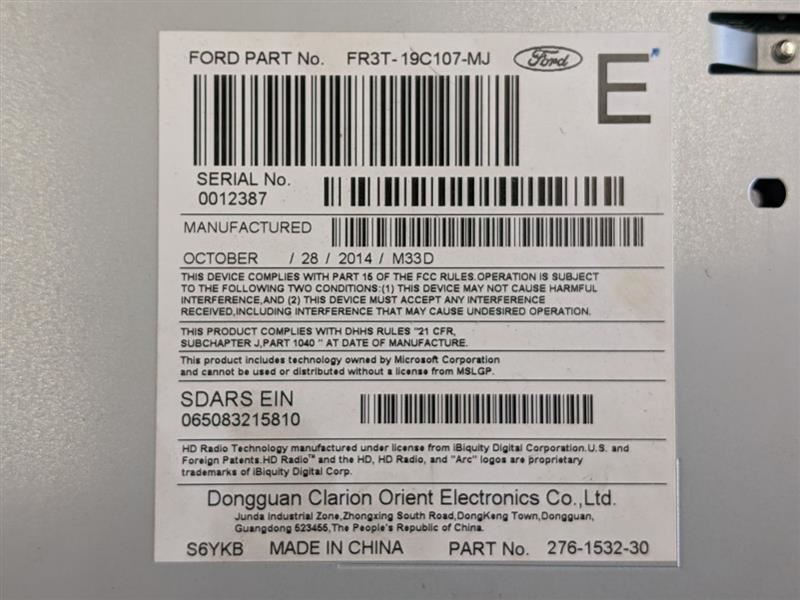 FORD PART No. FR3T-19C107-MJ Ford E
SERIAL No.
0012387
MANUFACTURED
OCTOBER / 28 / 2014 / M33D
THIS DEVICE COMPLIES WITH PART 15 OF THE FCC RULES.OPERATION IS SUBJECT
TO THE FOLLOWING TWO CONDITIONS:(1) THIS DEVICE MAY NOT CAUSE HARMFUL
INTERFERENCE,AND (2) THIS DEVICE MUST ACCEPT ANY INTERFERENCE
RECEIVED,INCLUDING INTERFERENCE THAT MAY CAUSE UNDESIRED OPERATION.
THIS PRODUCT COMPLIES WITH DHHS RULES "21 CFR,
SUBCHAPTER J,PART 1040 " AT DATE OF MANUFACTURE.
This product includes technology owned by Microsoft Corporation
and cannot be used or distributed without a license from MSLGP.
SDARS EIN
065083215810
HD Radio Technology manufactured under license from iBiquity Digital Corporation.U.S. and
Foreign Patents.HD Radio™ and the HD, HD Radio, and "Arc" logos are proprietary
trademarks of iBiquity Digital Corp.
Dongguan Clarion Orient Electronics Co.,Ltd.
Junda Industrial Zone,Zhongxing South Road,DongKeng Town,Dongguan,
Guangdong 523455,The People's Republic of China.
S6YKB MADE IN CHINA PART No. 276-1532-30